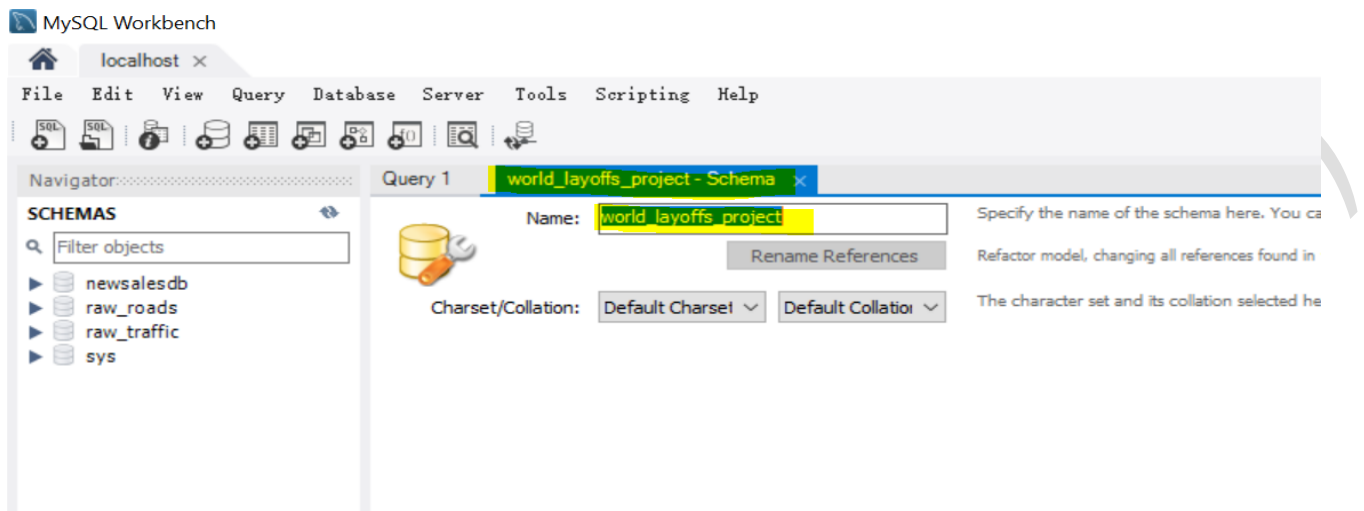 MySQL Workbench
localhost ×
File Edit View Query Database Server Tools Scripting Help
Navigator
SCHEMAS
Filter objects
newsalesdb
raw_roads
raw_traffic
sys
Query 1
world_layoffs_project - Schema ×
Name: world_layoffs_project
Specify the name of the schema here. You ca
Rename References
Refactor model, changing all references found in
Charset/Collation: Default Charset Default Collation
The character set and its collation selected he